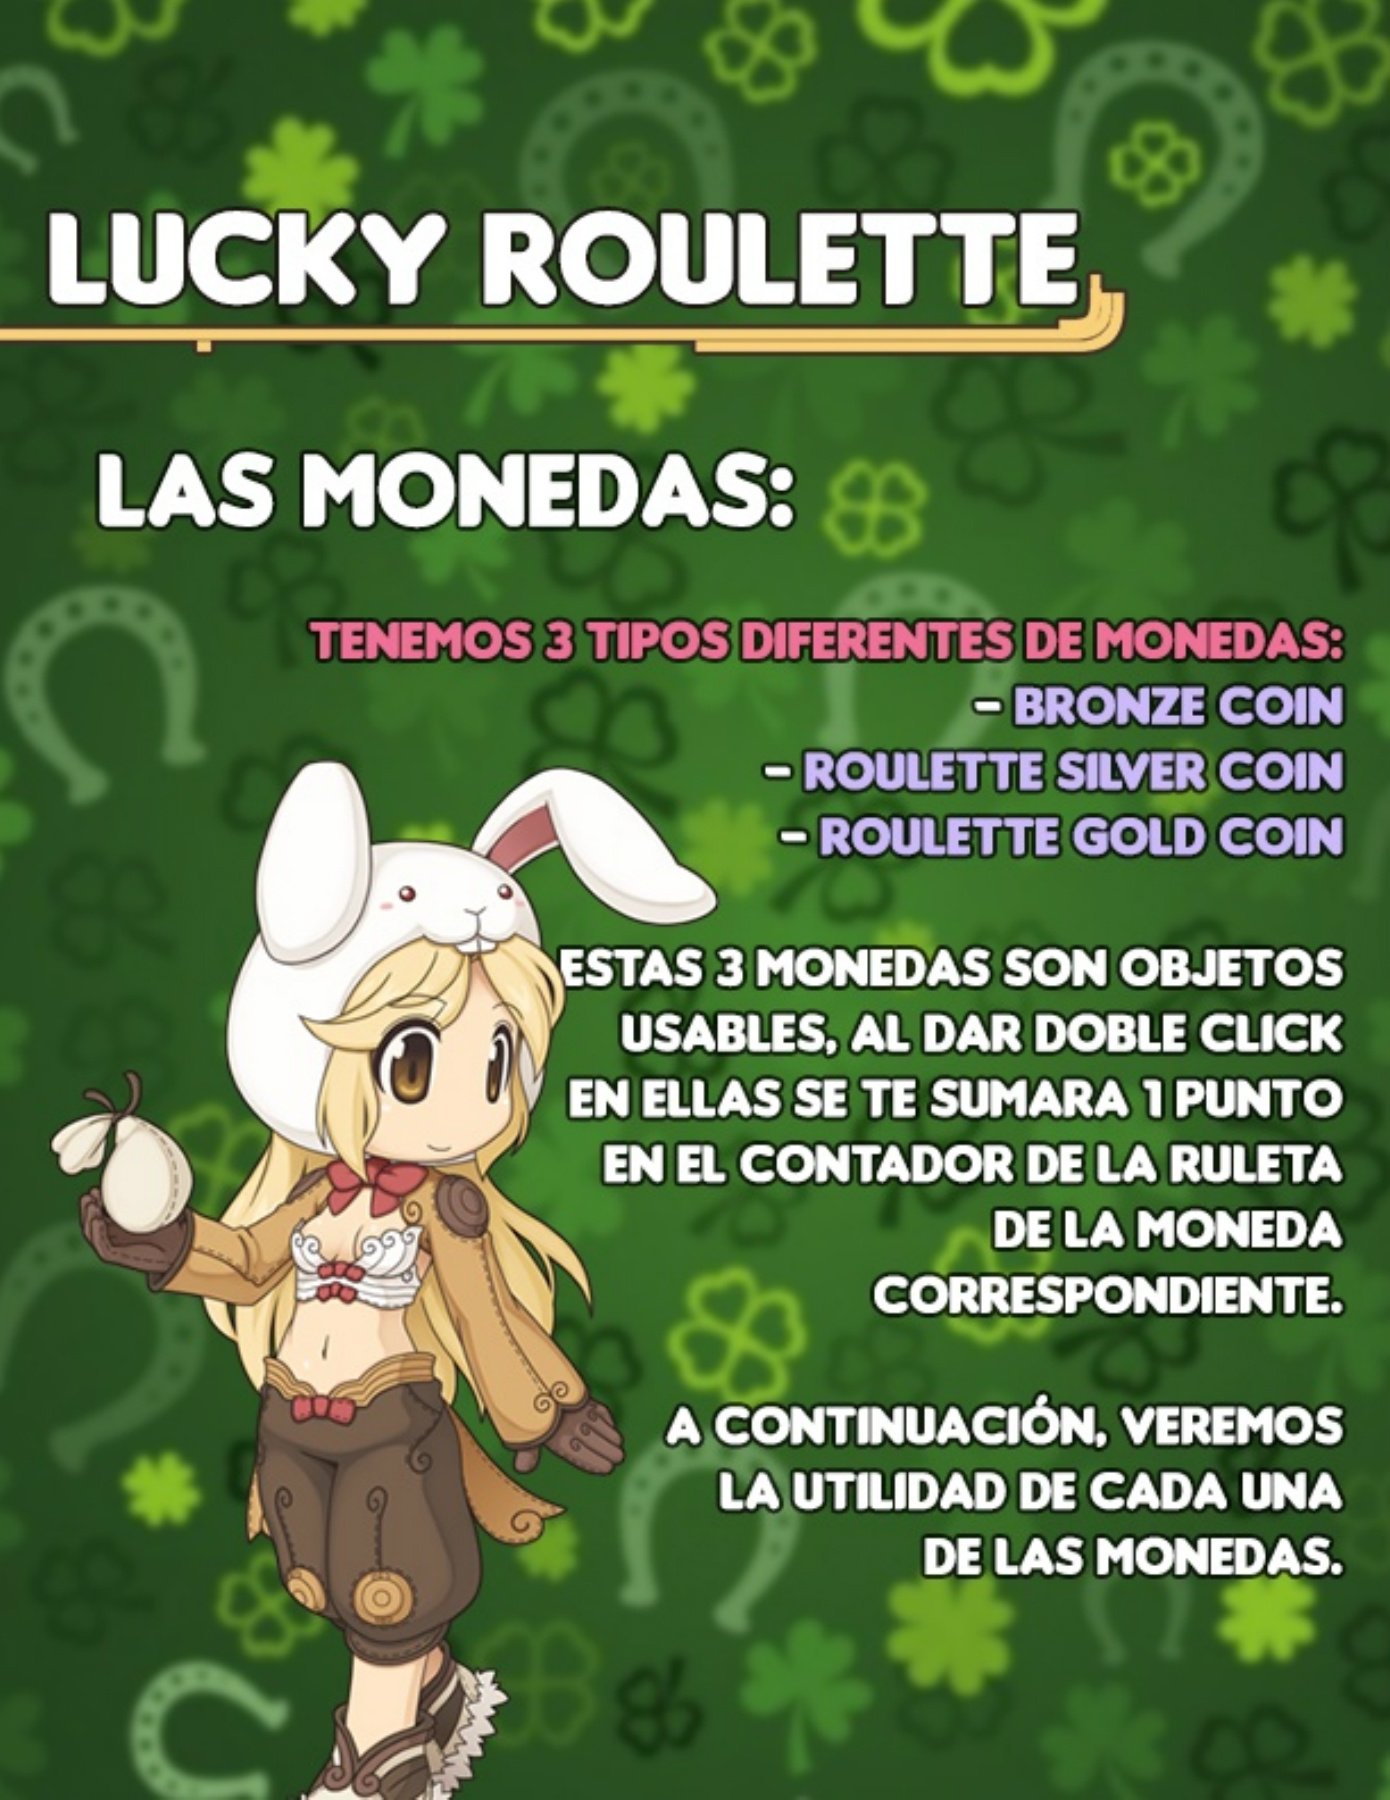 LUCKY ROULETTE
LAS MONEDAS:
TENEMOS 3 TIPOS DIFERENTES DE MONEDAS:
- BRONZE COIN
- ROULETTE SILVER COIN
- ROULETTE GOLD COIN
ESTAS 3 MONEDAS SON OBJETOS
USABLES, AL DAR DOBLE CLICK
EN ELLAS SE TE SUMARA 1 PUNTO
EN EL CONTADOR DE LA RULETA
DE LA MONEDA
CORRESPONDIENTE.
A CONTINUACIÓN, VEREMOS
LA UTILIDAD DE CADA UNA
DE LAS MONEDAS.